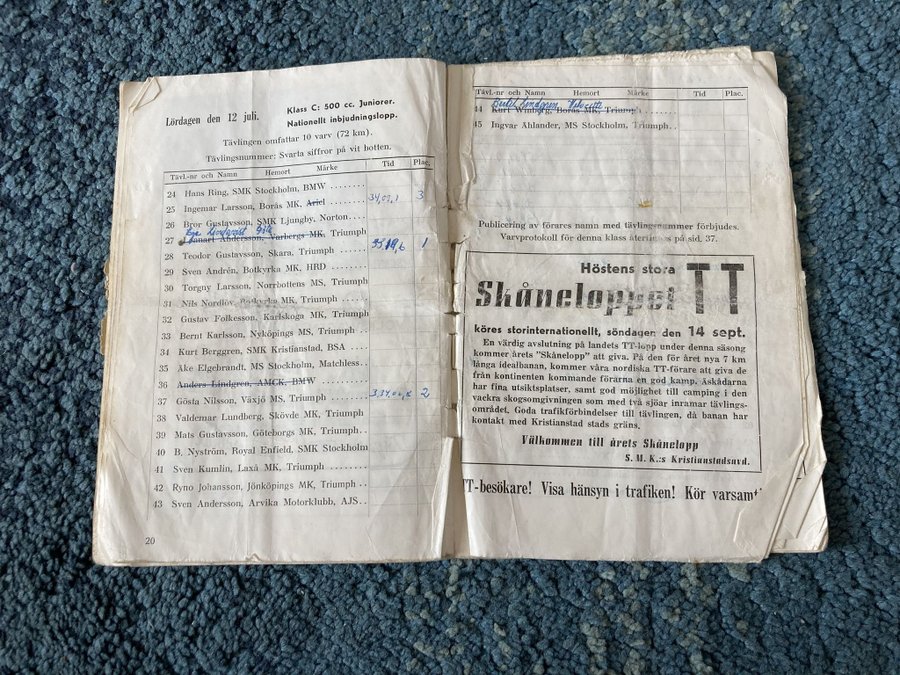 Lördagen den 12 juli.
Klass C: 500 cc. Juniorer.
Nationellt inbjudningslopp.
Tävlingen omfattar 10 varv (72 km).
Tävlingsnummer: Svarta siffror på vit botten.
Tävl.-nr och Namn Hemort Märke Tid Plac.
24 Hans Ring, SMK Stockholm, BMW ........
25 Ingemar Larsson, Borås MK, Ariel ........ 3
26 Bror Gustavsson, SMK Ljungby, Norton....
27 Lennart Andersson, Varbergs MK, Triumph
28 Teodor Gustavsson, Skara, Triumph 1
29 Sven Andrén, Botkyrka MK, HRD ........
30 Torgny Larsson, Norrbottens MS, Triumph
31 Nils Nordlöv, Botkyrka MK, Triumph ......
32 Gustav Folkesson, Karlskoga MK, Triumph
33 Bernt Karlsson, Nyköpings MS, Triumph ..
34 Kurt Berggren, SMK Kristianstad, BSA ....
35 Åke Elgebrandt, MS Stockholm, Matchless..
36 Anders Lindgren, AMCK, BMW ........
37 Gösta Nilsson, Växjö MS, Triumph ........ 2
38 Valdemar Lundberg, Skövde MK, Triumph
39 Mats Gustavsson, Göteborgs MK, Triumph..
40 B. Nyström, Royal Enfield, SMK Stockholm
41 Sven Kumlin, Laxå MK, Triumph ........
42 Ryno Johansson, Jönköpings MK, Triumph ..
43 Sven Andersson, Arvika Motorklubb, AJS..
20
Tävl.-nr och Namn Hemort Märke Tid Plac.
Bertil Lindgren, Velocette
44 Kurt Winberg, Borås MK, Triumph ......
45 Ingvar Åhlander, MS Stockholm, Triumph..
Publicering av förares namn med tävlingsnummer förbjudes.
Varvprotokoll för denna klass återfinnes på sid. 37.
Höstens stora TT
Skåneloppet
köres storinternationellt, söndagen den 14 sept.
En värdig avslutning på landets TT-lopp under denna säsong
kommer årets "Skånelopp" att giva. På den för året nya 7 km
långa idealbanan, kommer våra nordiska TT-förare att giva de
från kontinenten kommande förarna en god kamp. Åskådarna
har fina utsiktsplatser, samt god möjlighet till camping i den
vackra skogsomgivningen som med två sjöar inramar tävlings-
området. Goda trafikförbindelser till tävlingen, då banan har
kontakt med Kristianstad stads gräns.
Välkommen till årets Skånelopp
S. M. K.:s Kristianstadsavd.
TT-besökare! Visa hänsyn i trafiken! Kör varsamt!